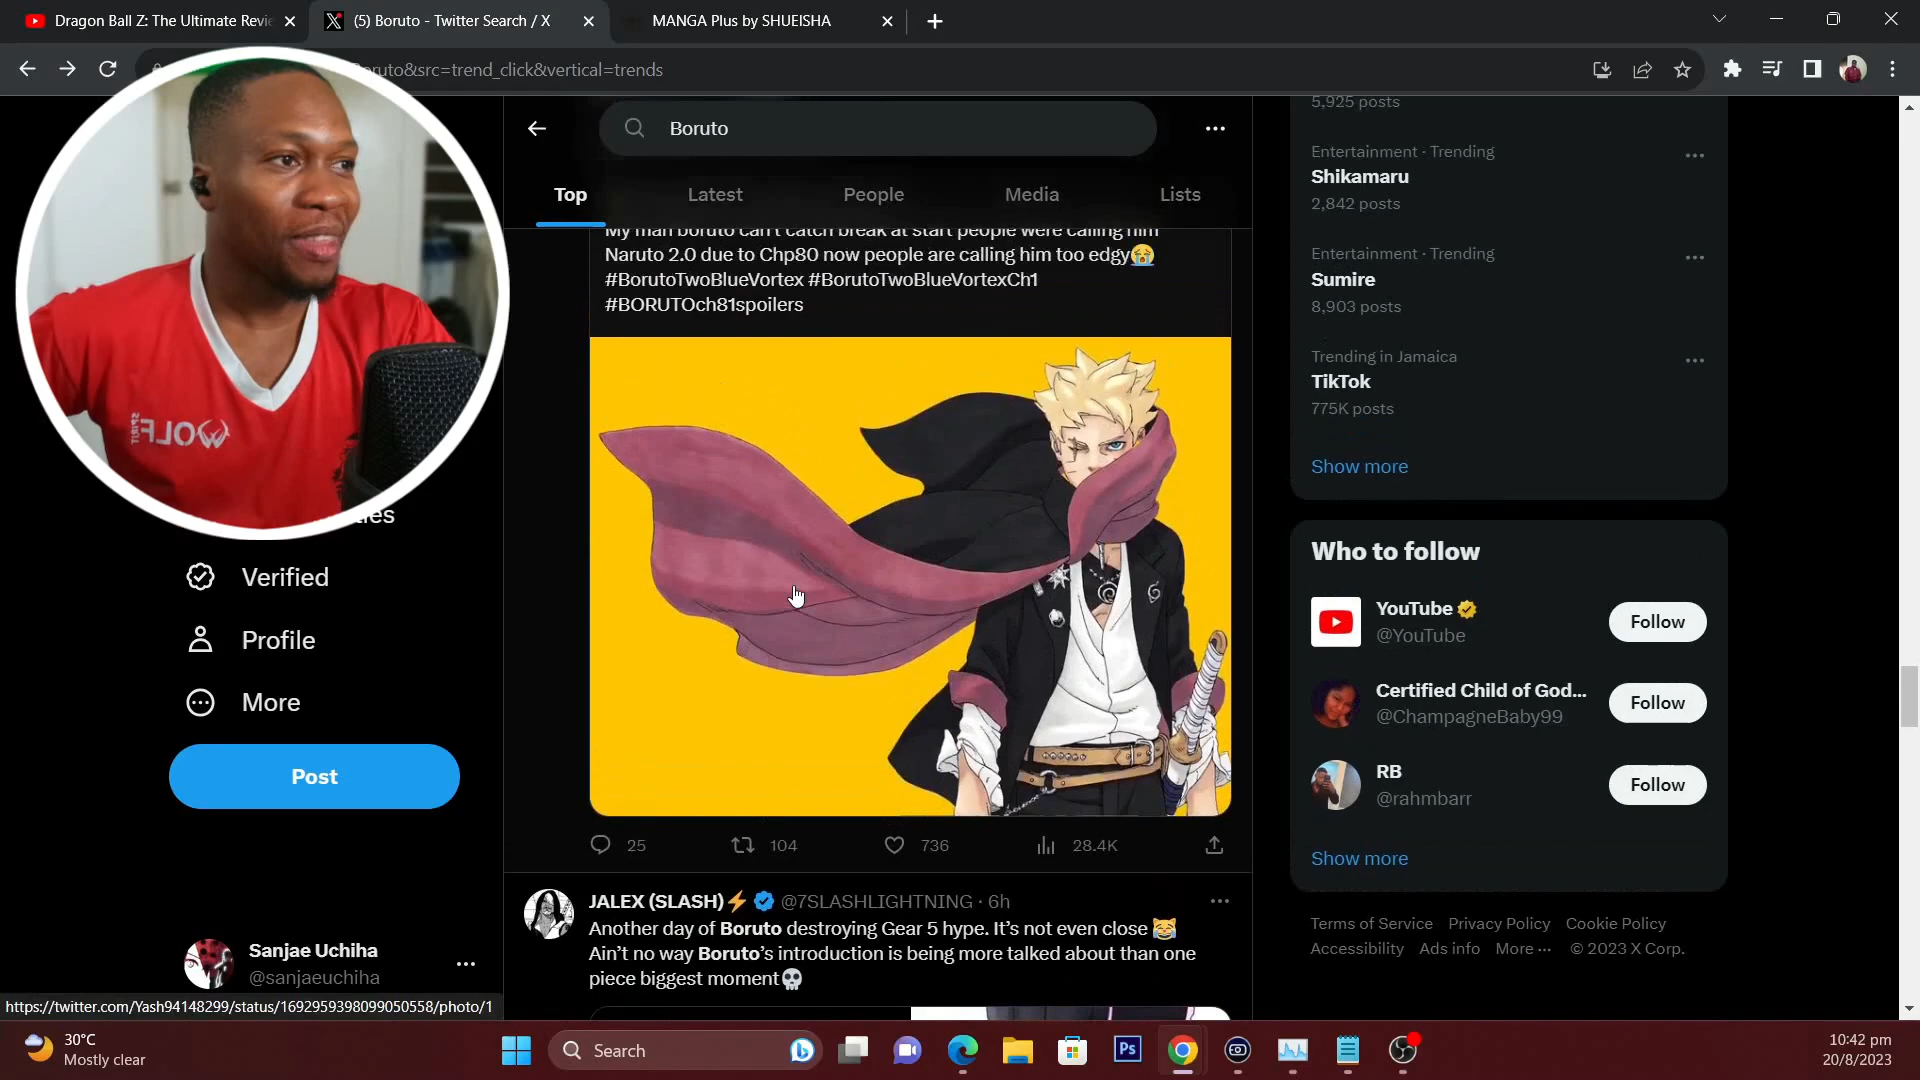 Dragon Ball Z: The Ultimate Revie
(5) Boruto - Twitter Search / X
MANGA Plus by SHUEISHA
oruto&src=trend_click&vertical=trends
Boruto
Top
Latest
People
Media
Lists
My man boruto can't catch break at start people were calling him
Naruto 2.0 due to Chp80 now people are calling him too edgy😭
#BorutoTwoBlueVortex #BorutoTwoBlueVortexCh1
#BORUTOch81spoilers
25
104
736
28.4K
JALEX (SLASH)⚡ @7SLASHLIGHTNING · 6h
Another day of Boruto destroying Gear 5 hype. It's not even close 😹
Ain't no way Boruto's introduction is being more talked about than one
piece biggest moment💀
5,925 posts
Entertainment · Trending
Shikamaru
2,842 posts
Entertainment · Trending
Sumire
8,903 posts
Trending in Jamaica
TikTok
775K posts
Show more
Who to follow
YouTube
@YouTube
Follow
Certified Child of God...
@ChampagneBaby99
Follow
RB
@rahmbarr
Follow
Show more
Terms of Service Privacy Policy Cookie Policy
Accessibility Ads info More ··· © 2023 X Corp.
WOLF
SPIRIT
ies
Verified
Profile
More
Post
Sanjae Uchiha
@sanjaeuchiha
https://twitter.com/Yash94148299/status/1692959398099050558/photo/1
30°C
Mostly clear
Search
Ps
10:42 pm
20/8/2023